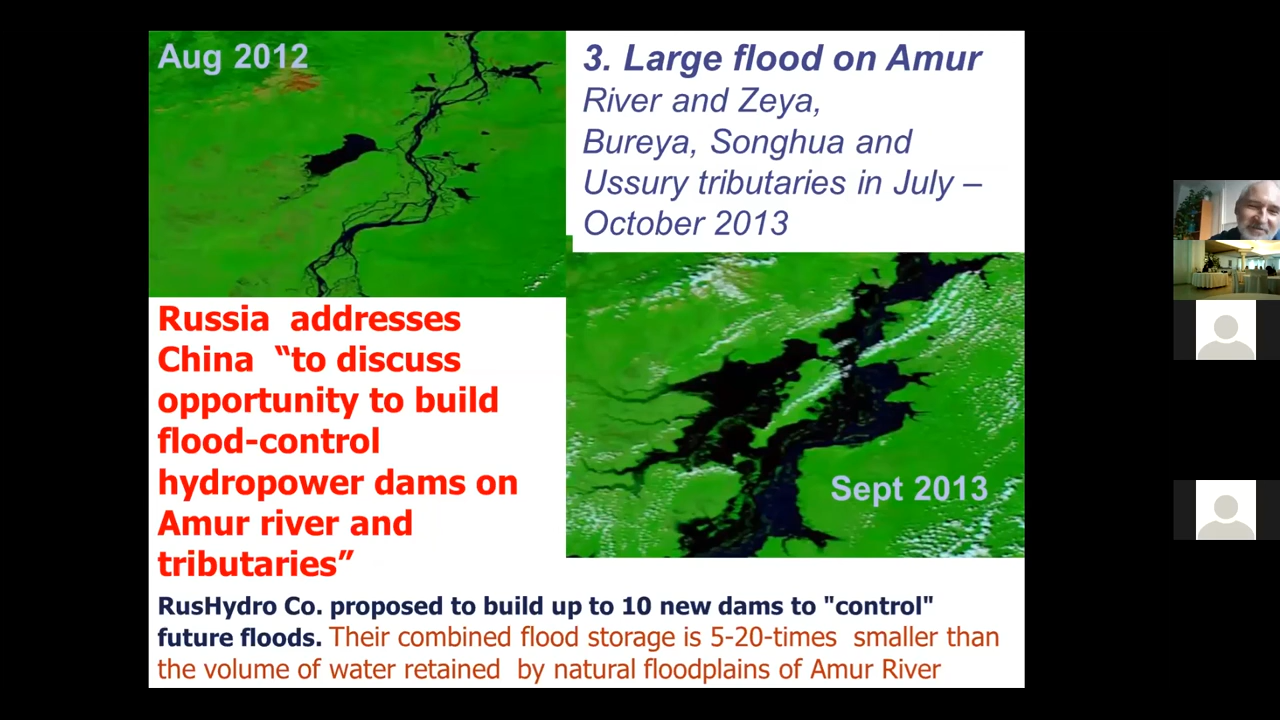 Aug 2012
3. Large flood on Amur
River and Zeya,
Bureya, Songhua and
Ussury tributaries in July –
October 2013
Russia addresses
China “to discuss
opportunity to build
flood-control
hydropower dams on
Amur river and
tributaries”
Sept 2013
RusHydro Co. proposed to build up to 10 new dams to "control"
future floods. Their combined flood storage is 5-20-times smaller than
the volume of water retained by natural floodplains of Amur River